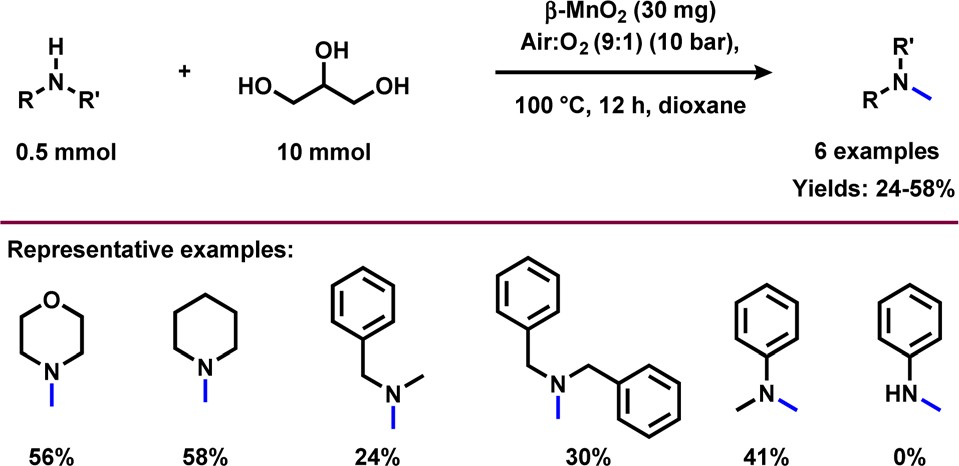 β-MnO2 (30 mg)
Air:O2 (9:1) (10 bar),
100 °C, 12 h, dioxane
H
N
R R'
+
OH
HO OH
R'
N
R
0.5 mmol
10 mmol
6 examples
Yields: 24-58%
Representative examples:
O
N
N
N
N
N
HN
56%
58%
24%
30%
41%
0%